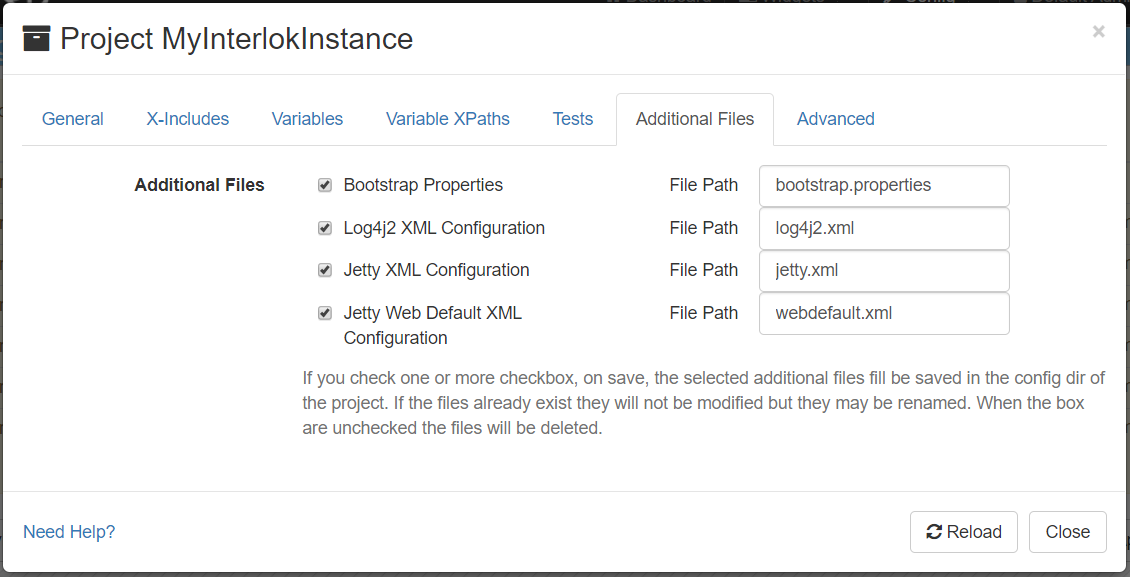 Project MyInterlokInstance
×
General X-Includes Variables Variable XPaths Tests Additional Files Advanced
Additional Files Bootstrap Properties File Path bootstrap.properties
Log4j2 XML Configuration File Path log4j2.xml
Jetty XML Configuration File Path jetty.xml
Jetty Web Default XML File Path webdefault.xml
Configuration
If you check one or more checkbox, on save, the selected additional files fill be saved in the config dir of
the project. If the files already exist they will not be modified but they may be renamed. When the box
are unchecked the files will be deleted.
Need Help? Reload Close